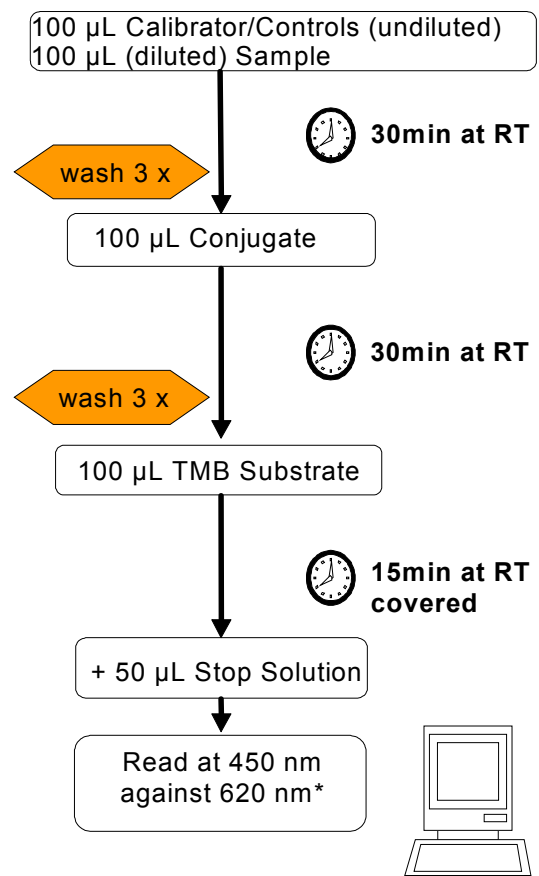 100 µL Calibrator/Controls (undiluted)
100 µL (diluted) Sample
30min at RT
wash 3 x
100 µL Conjugate
30min at RT
wash 3 x
100 µL TMB Substrate
15min at RT
covered
+ 50 µL Stop Solution
Read at 450 nm
against 620 nm*